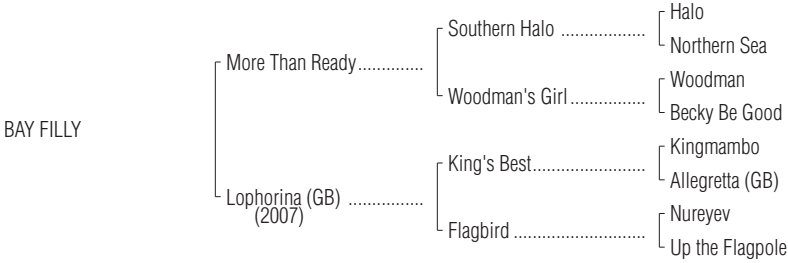 Halo
Southern Halo ...................
Northern Sea
More Than Ready..............
Woodman
Woodman's Girl .................
Becky Be Good
BAY FILLY
Kingmambo
King's Best.........................
Allegretta (GB)
Lophorina (GB) .................
(2007)
Nureyev
Flagbird .............................
Up the Flagpole